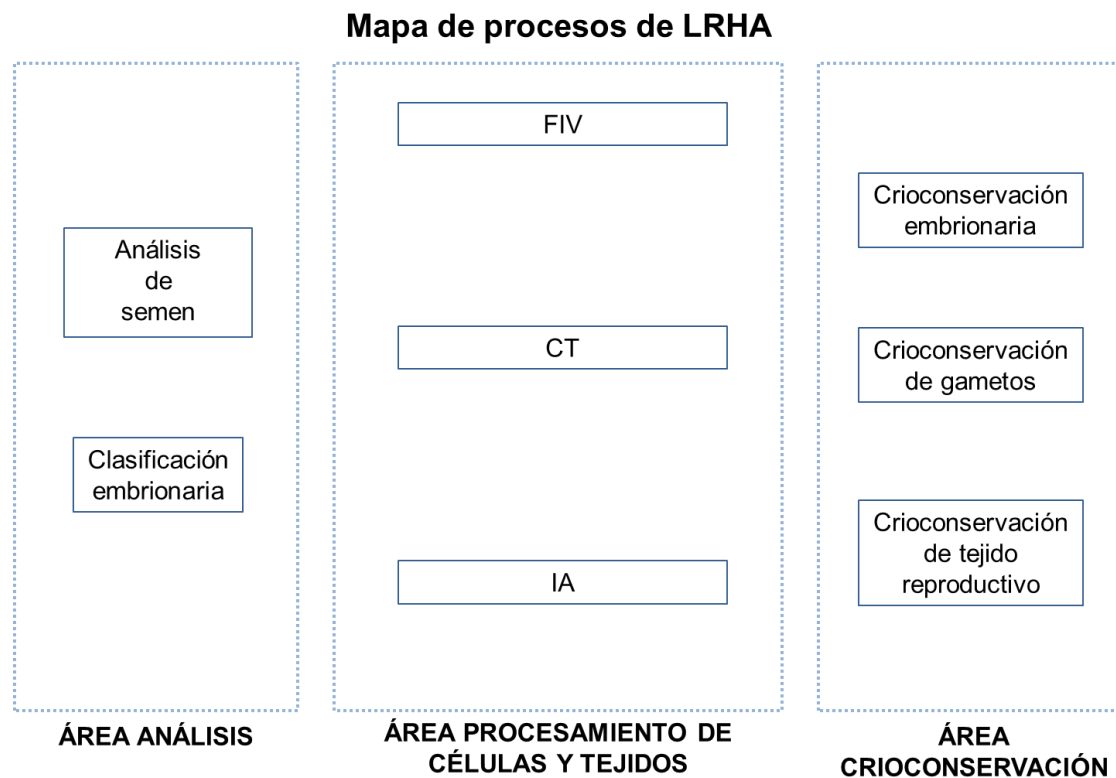 Mapa de procesos de LRHA
Análisis
de
semen
Clasificación
embrionaria
ÁREA ANÁLISIS
FIV
CT
IA
ÁREA PROCESAMIENTO DE
CÉLULAS Y TEJIDOS
Crioconservación
embrionaria
Crioconservación
de gametos
Crioconservación
de tejido
reproductivo
ÁREA
CRIOCONSERVACIÓN